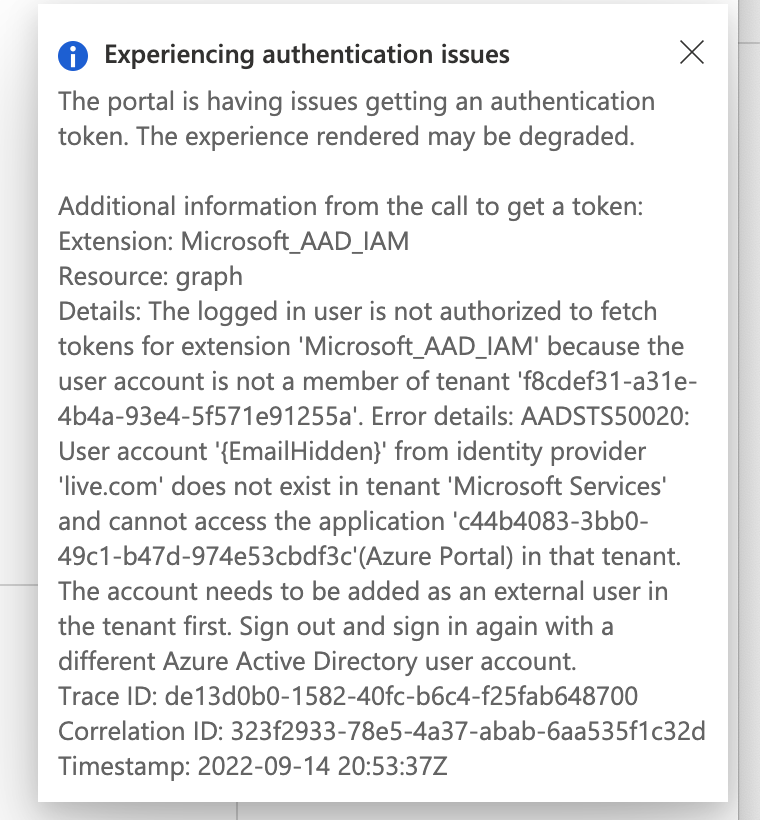 Experiencing authentication issues
The portal is having issues getting an authentication
token. The experience rendered may be degraded.
Additional information from the call to get a token:
Extension: Microsoft_AAD_IAM
Resource: graph
Details: The logged in user is not authorized to fetch
tokens for extension 'Microsoft_AAD_IAM' because the
user account is not a member of tenant 'f8cdef31-a31e-
4b4a-93e4-5f571e91255a'. Error details: AADSTS50020:
User account '{EmailHidden}' from identity provider
'live.com' does not exist in tenant 'Microsoft Services'
and cannot access the application 'c44b4083-3bb0-
49c1-b47d-974e53cbdf3c'(Azure Portal) in that tenant.
The account needs to be added as an external user in
the tenant first. Sign out and sign in again with a
different Azure Active Directory user account.
Trace ID: de13d0b0-1582-40fc-b6c4-f25fab648700
Correlation ID: 323f2933-78e5-4a37-abab-6aa535f1c32d
Timestamp: 2022-09-14 20:53:37Z